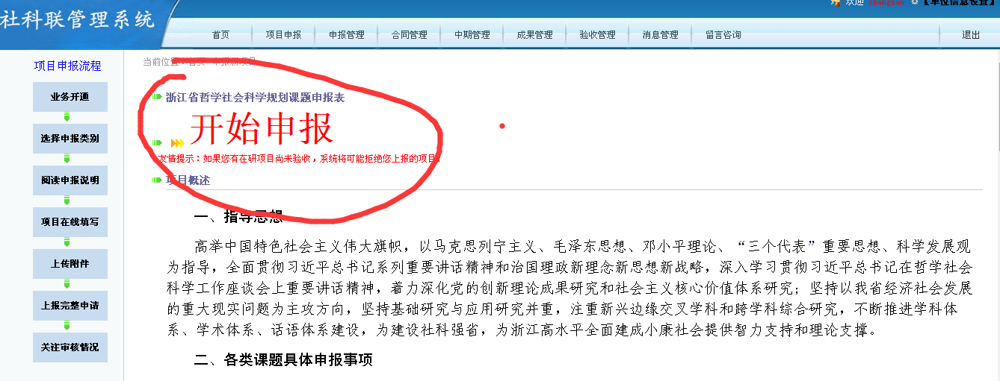 欢迎 zhangsan 【单位信息设置】
社科联管理系统
首页 项目申报 申报管理 合同管理 中期管理 成果管理 验收管理 消息管理 留言咨询 退出
项目申报流程
业务开通
选择申报类别
阅读申报说明
项目在线填写
上传附件
上报完整申请
关注审核情况
当前位置：首页
浙江省哲学社会科学规划课题申报表
开始申报
友情提示：如果您有在研项目尚未验收，系统将可能拒绝您上报的项目。
项目概述
一、指导思想
高举中国特色社会主义伟大旗帜，以马克思列宁主义、毛泽东思想、邓小平理论、“三个代表”重要思想、科学发展观
为指导，全面贯彻习近平总书记系列重要讲话精神和治国理政新理念新思想新战略，深入学习贯彻习近平总书记在哲学社会
科学工作座谈会上重要讲话精神，着力深化党的创新理论成果研究和社会主义核心价值体系研究；坚持以我省经济社会发展
的重大现实问题为主攻方向，坚持基础研究与应用研究并重，注重新兴边缘交叉学科和跨学科综合研究，不断推进学科体
系、学术体系、话语体系建设，为建设社科强省，为浙江高水平全面建成小康社会提供智力支持和理论支撑。
二、各类课题具体申报事项